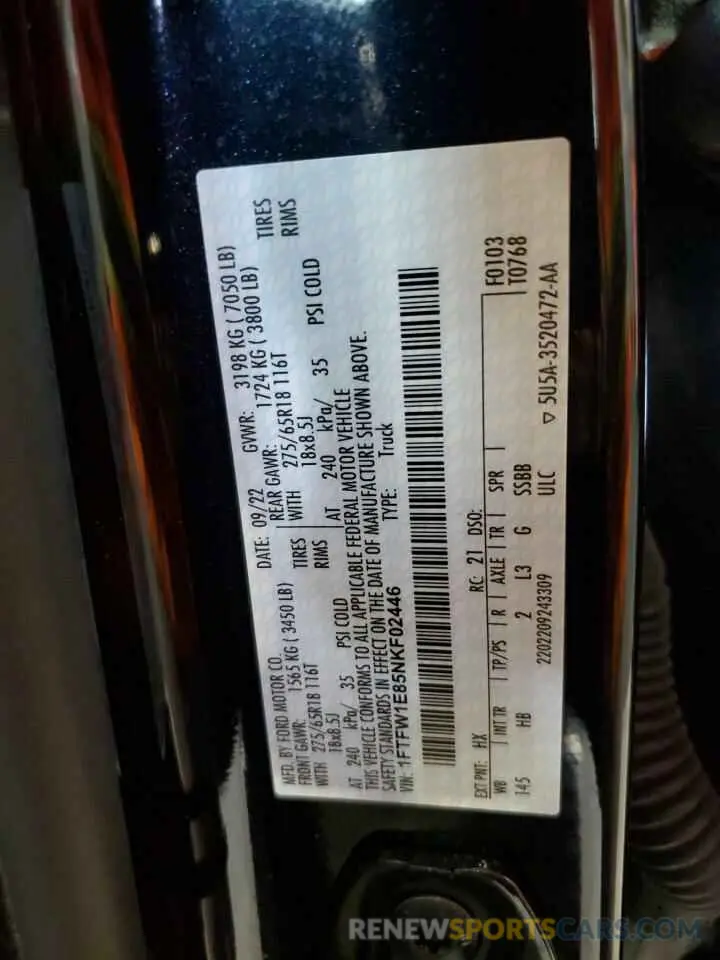 MFD. BY FORD MOTOR CO.
DATE: 09/22 GVWR: 3198 KG ( 7050 LB)
FRONT GAWR: 1565 KG ( 3450 LB) REAR GAWR: 1724 KG ( 3800 LB)
WITH 275/65R18 116T TIRES WITH 275/65R18 116T TIRES
18x8.5J RIMS 18x8.5J RIMS
AT 240 kPa/ 35 PSI COLD AT 240 kPa/ 35 PSI COLD
THIS VEHICLE CONFORMS TO ALL APPLICABLE FEDERAL MOTOR VEHICLE
SAFETY STANDARDS IN EFFECT ON THE DATE OF MANUFACTURE SHOWN ABOVE.
VIN: 1FTFW1E85NKF02446 TYPE: Truck
EXT PNT: HX RC: 21 DSO: F0103
WB INT TR TP/PS R AXLE TR SPR T0768
145 HB 2 L3 G SSBB
2202209243309 ULC ▽ 5U5A-3520472-AA
RENEWSPORTSCARS.COM